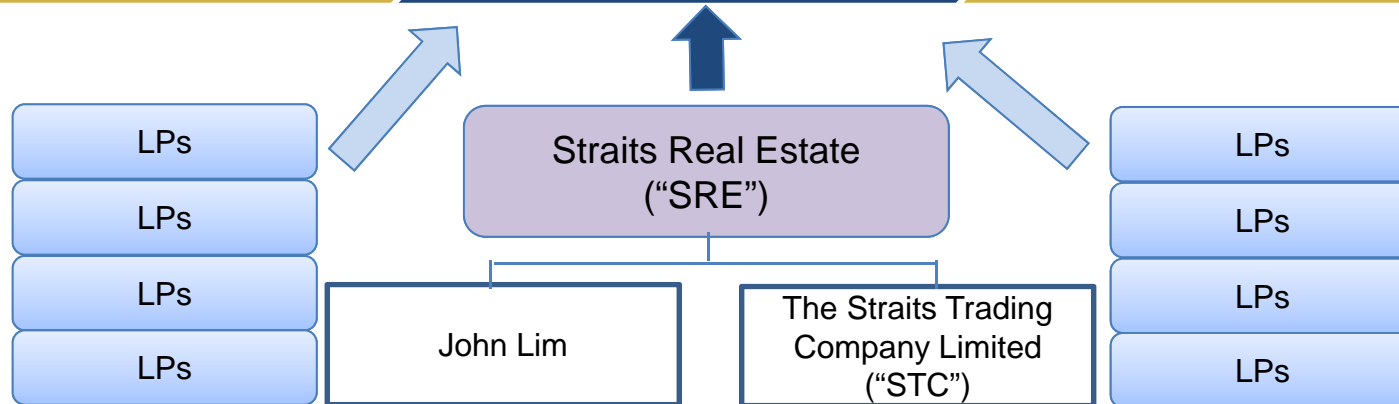 LPs
LPs
LPs
LPs
Straits Real Estate
(“SRE”)
John Lim
The Straits Trading
Company Limited
(“STC”)
LPs
LPs
LPs
LPs